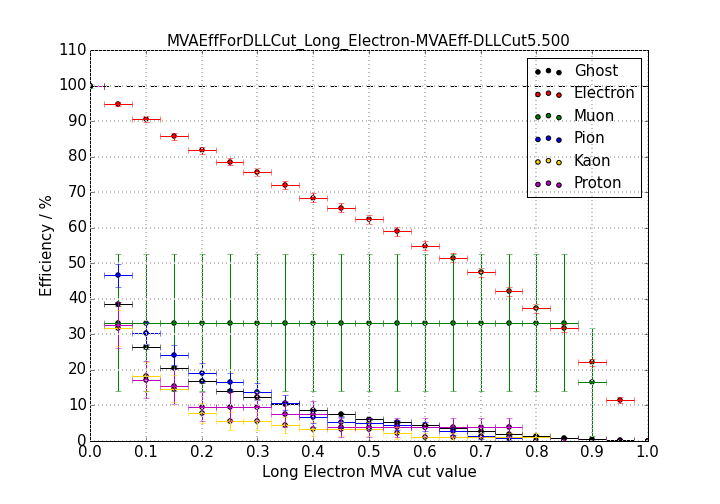 MVAEffForDLLCut_Long_Electron-MVAEff-DLLCut5.500
110
100
90
80
70
60
50
40
30
20
10
0
Efficiency / %
Ghost
Electron
Muon
Pion
Kaon
Proton
0.0 0.1 0.2 0.3 0.4 0.5 0.6 0.7 0.8 0.9 1.0
Long Electron MVA cut value